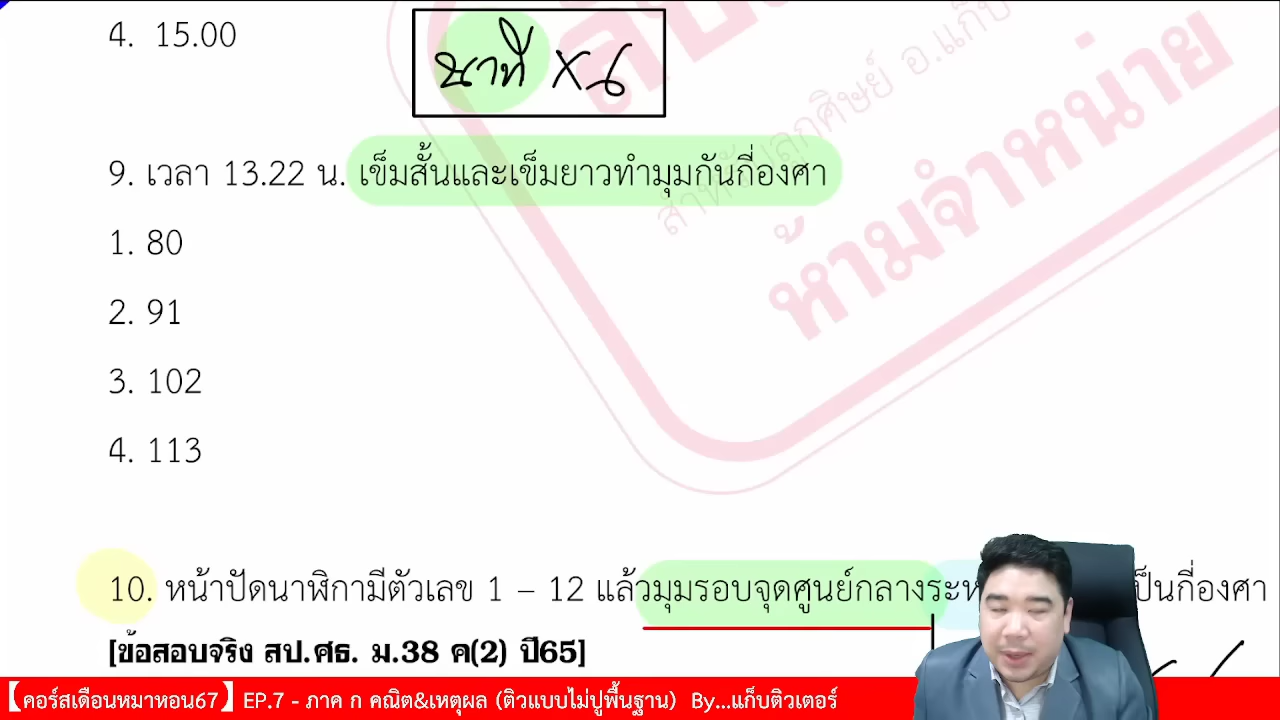 4. 15.00
นาที × 6
9. เวลา 13.22 น. เข็มสั้นและเข็มยาวทำมุมกันกี่องศา
1. 80
2. 91
3. 102
4. 113
ห้ามจำหน่าย
10. หน้าปัดนาฬิกามีตัวเลข 1 – 12 แล้วมุมรอบจุดศูนย์กลาง กี่องศา
[ข้อสอบจริง สป.ศธ. ม.38 ค(2) ปี65]
【คอร์สเดือนหมาหอน67】 EP.7 - ภาค ก คณิต&เหตุผล (ติวแบบไม่ปูพื้นฐาน) By...แก็บติวเตอร์